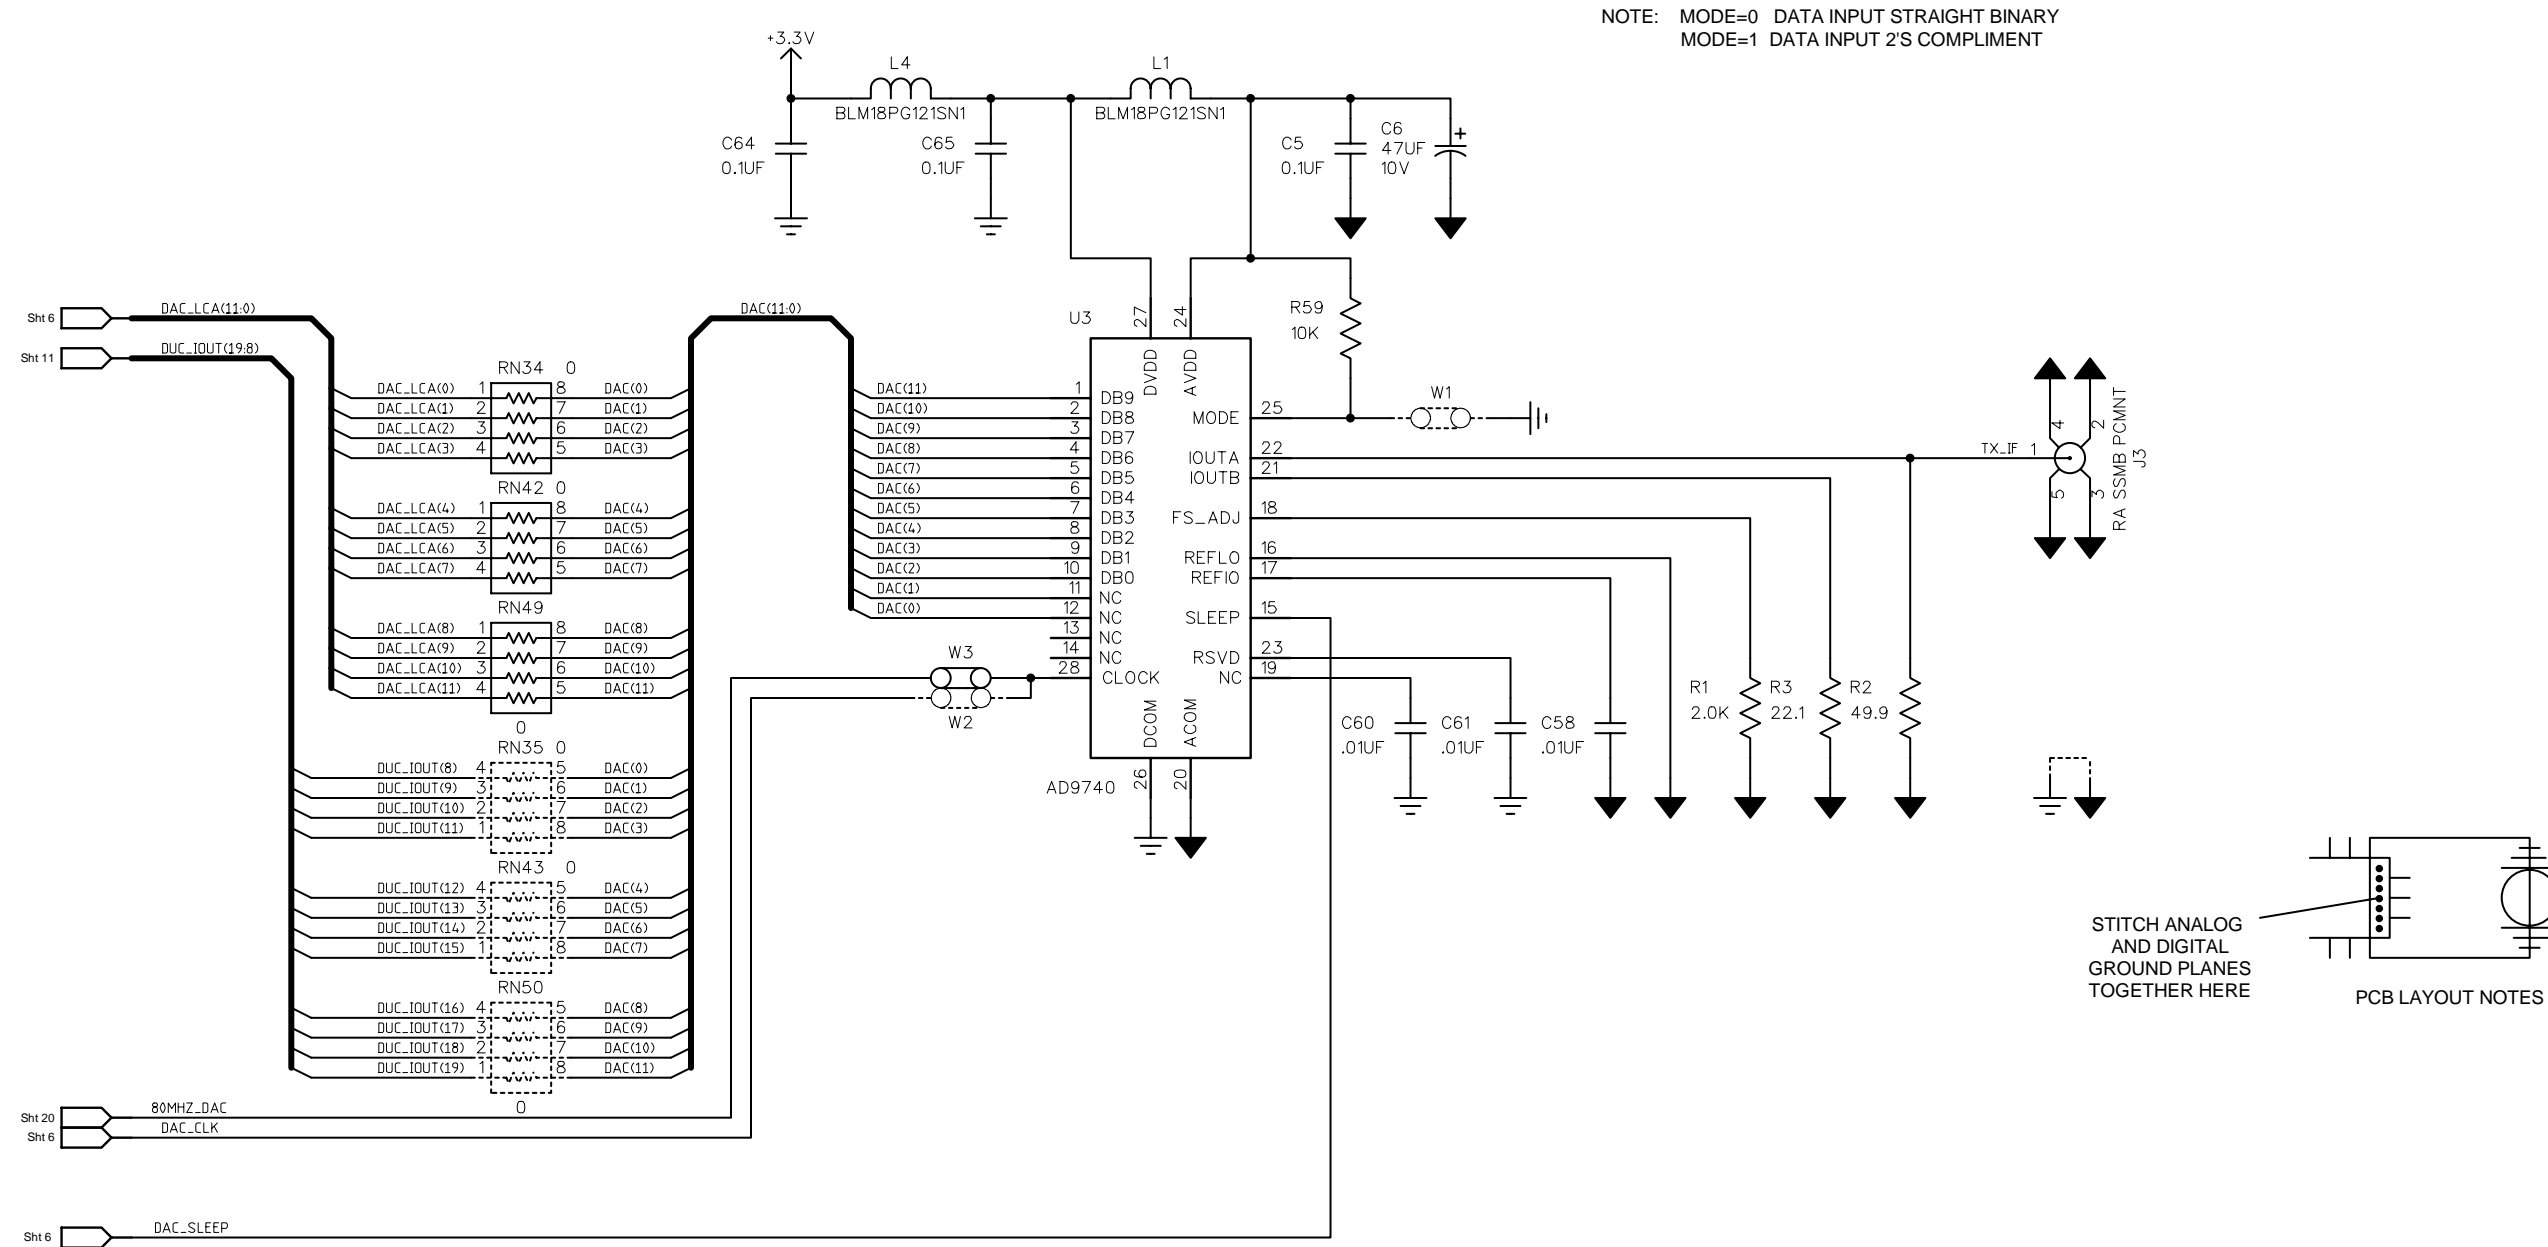 NOTE: MODE=0 DATA INPUT STRAIGHT BINARY
MODE=1 DATA INPUT 2'S COMPLIMENT
+3.3V
L4
BLM18PG121SN1
L1
BLM18PG121SN1
C64
0.1UF
C65
0.1UF
C5
0.1UF
C6
47UF
10V
+
Sht 6
DAC_LCA(11:0)
Sht 11
DUC_IOUT(19:8)
DAC(11:0)
RN34 0
DAC_LCA(0) 1 8 DAC(0)
DAC_LCA(1) 2 7 DAC(1)
DAC_LCA(2) 3 6 DAC(2)
DAC_LCA(3) 4 5 DAC(3)
RN42 0
DAC_LCA(4) 1 8 DAC(4)
DAC_LCA(5) 2 7 DAC(5)
DAC_LCA(6) 3 6 DAC(6)
DAC_LCA(7) 4 5 DAC(7)
RN49
DAC_LCA(8) 1 8 DAC(8)
DAC_LCA(9) 2 7 DAC(9)
DAC_LCA(10) 3 6 DAC(10)
DAC_LCA(11) 4 5 DAC(11)
0
RN35 0
DUC_IOUT(8) 4 5 DAC(0)
DUC_IOUT(9) 3 6 DAC(1)
DUC_IOUT(10) 2 7 DAC(2)
DUC_IOUT(11) 1 8 DAC(3)
RN43 0
DUC_IOUT(12) 4 5 DAC(4)
DUC_IOUT(13) 3 6 DAC(5)
DUC_IOUT(14) 2 7 DAC(6)
DUC_IOUT(15) 1 8 DAC(7)
RN50
DUC_IOUT(16) 4 5 DAC(8)
DUC_IOUT(17) 3 6 DAC(9)
DUC_IOUT(18) 2 7 DAC(10)
DUC_IOUT(19) 1 8 DAC(11)
0
Sht 20
80MHZ_DAC
Sht 6
DAC_CLK
Sht 6
DAC_SLEEP
W3
W2
U3
27 DVDD
24 AVDD
DAC(11) 1 DB9
DAC(10) 2 DB8
DAC(9) 3 DB7
DAC(8) 4 DB6
DAC(7) 5 DB5
DAC(6) 6 DB4
DAC(5) 7 DB3
DAC(4) 8 DB2
DAC(3) 9 DB1
DAC(2) 10 DB0
DAC(1) 11 NC
DAC(0) 12 NC
13 NC
14 NC
28 CLOCK
DCOM 26
ACOM 20
AD9740
MODE 25
IOUTA 22
IOUTB 21
FS_ADJ 18
REFLO 16
REFIO 17
SLEEP 15
RSVD 23
NC 19
R59
10K
W1
C60
.01UF
C61
.01UF
C58
.01UF
R1
2.0K
R3
22.1
R2
49.9
TX_IF 1
4
2
5
3
RA SSMB PCMNT
J3
STITCH ANALOG
AND DIGITAL
GROUND PLANES
TOGETHER HERE
PCB LAYOUT NOTES